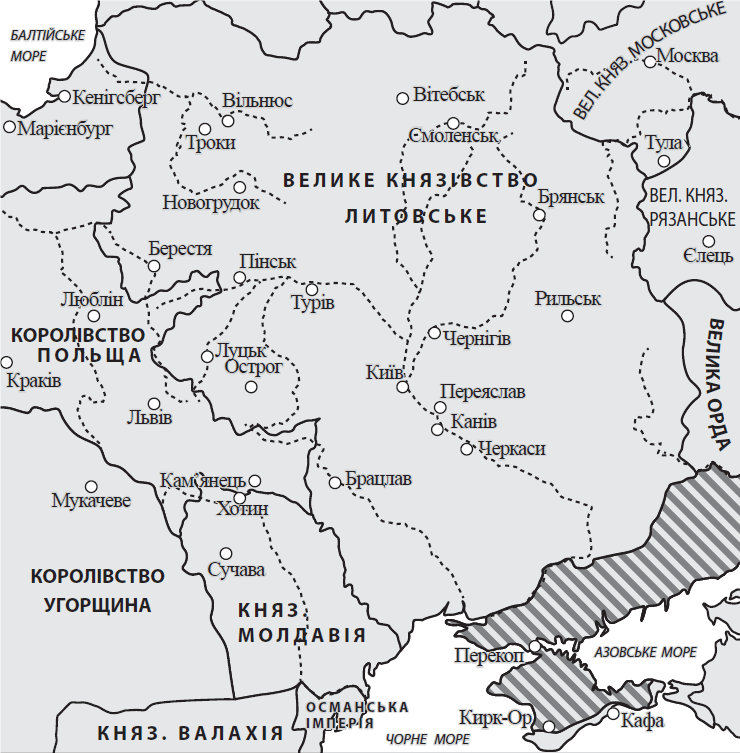 БАЛТІЙСЬКЕ
МОРЕ
ВЕЛ. КНЯЗ. МОСКОВСЬКЕ
Москва
Кенігсберг
Вільнюс
Вітебськ
Марієнбург
Троки
Ємоленськ
Тула
ВЕЛИКЕ КНЯЗІВСТВО
ЛИТОВСЬКЕ
Новогрудок
Брянськ
ВЕЛ. КНЯЗ.
РЯЗАНСЬКЕ
Єлець
Берестя
Пінськ
Люблін
Турів
Рильськ
КОРОЛІВСТВО
ПОЛЬЩА
Луцьк
Острог
Чернігів
ВЕЛИКА ОРДА
Краків
Київ
Переяслав
Львів
Канів
Черкаси
Мукачеве
Кам'янець
Брацлав
Хотин
Сучава
КОРОЛІВСТВО
УГОРЩИНА
КНЯЗ.
МОЛДАВІЯ
Перекоп
АЗОВСЬКЕ МОРЕ
ОСМАНСЬКА
ІМПЕРІЯ
КНЯЗ. ВАЛАХІЯ
ЧОРНЕ МОРЕ
Кирк-Ор
Кафа